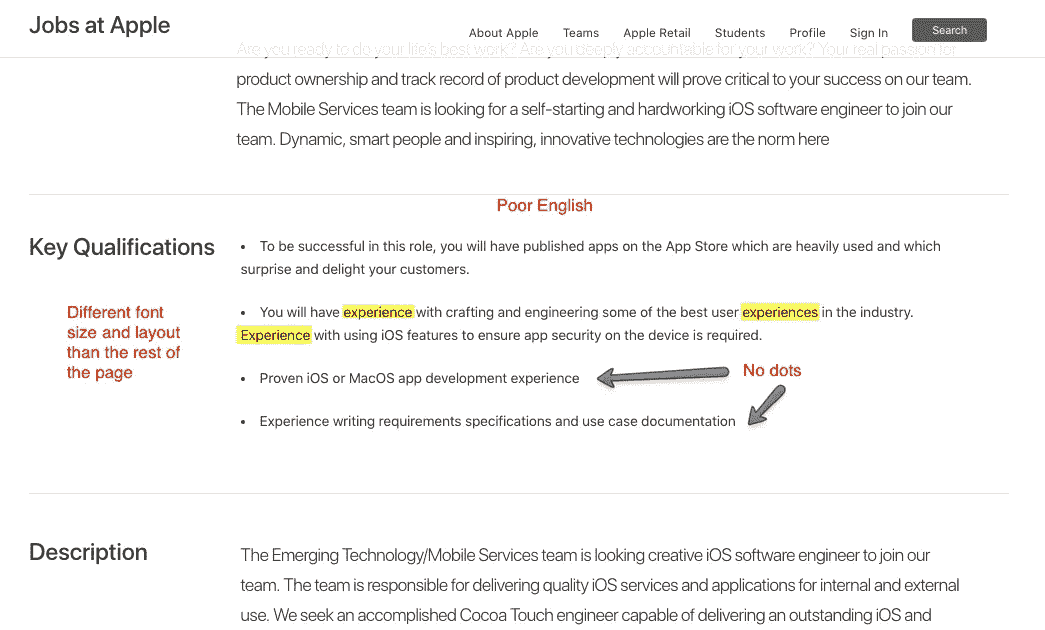 Jobs at Apple
About Apple Teams Apple Retail Students Profile Sign In Search
Are you ready to do your life's best work? Are you deeply accountable for your work? Your real passion for
product ownership and track record of product development will prove critical to your success on our team.
The Mobile Services team is looking for a self-starting and hardworking iOS software engineer to join our
team. Dynamic, smart people and inspiring, innovative technologies are the norm here
Poor English
Key Qualifications
• To be successful in this role, you will have published apps on the App Store which are heavily used and which
surprise and delight your customers.
Different font
size and layout
than the rest of
the page
• You will have experience with crafting and engineering some of the best user experiences in the industry.
Experience with using iOS features to ensure app security on the device is required.
• Proven iOS or MacOS app development experience
No dots
• Experience writing requirements specifications and use case documentation
Description
The Emerging Technology/Mobile Services team is looking creative iOS software engineer to join our
team. The team is responsible for delivering quality iOS services and applications for internal and external
use. We seek an accomplished Cocoa Touch engineer capable of delivering an outstanding iOS and